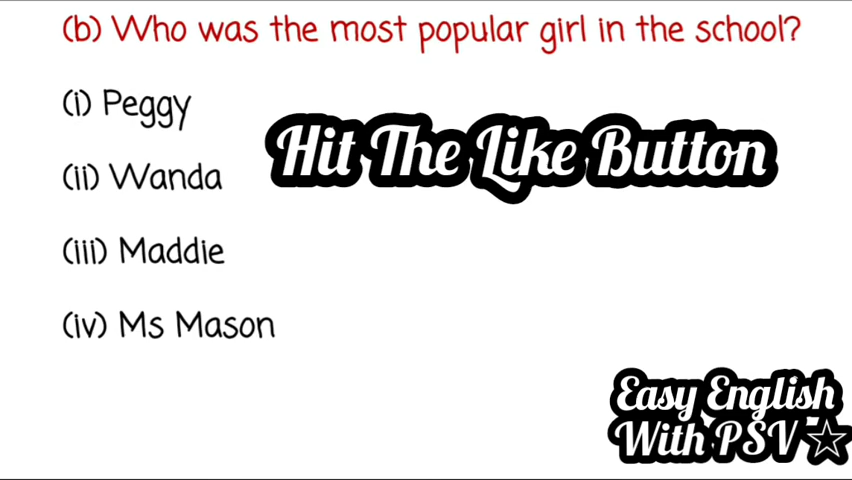 (b) Who was the most popular girl in the school?
(i) Peggy
Hit The Like Button
(ii) Wanda
(iii) Maddie
(iv) Ms Mason
Easy English
With PSV☆